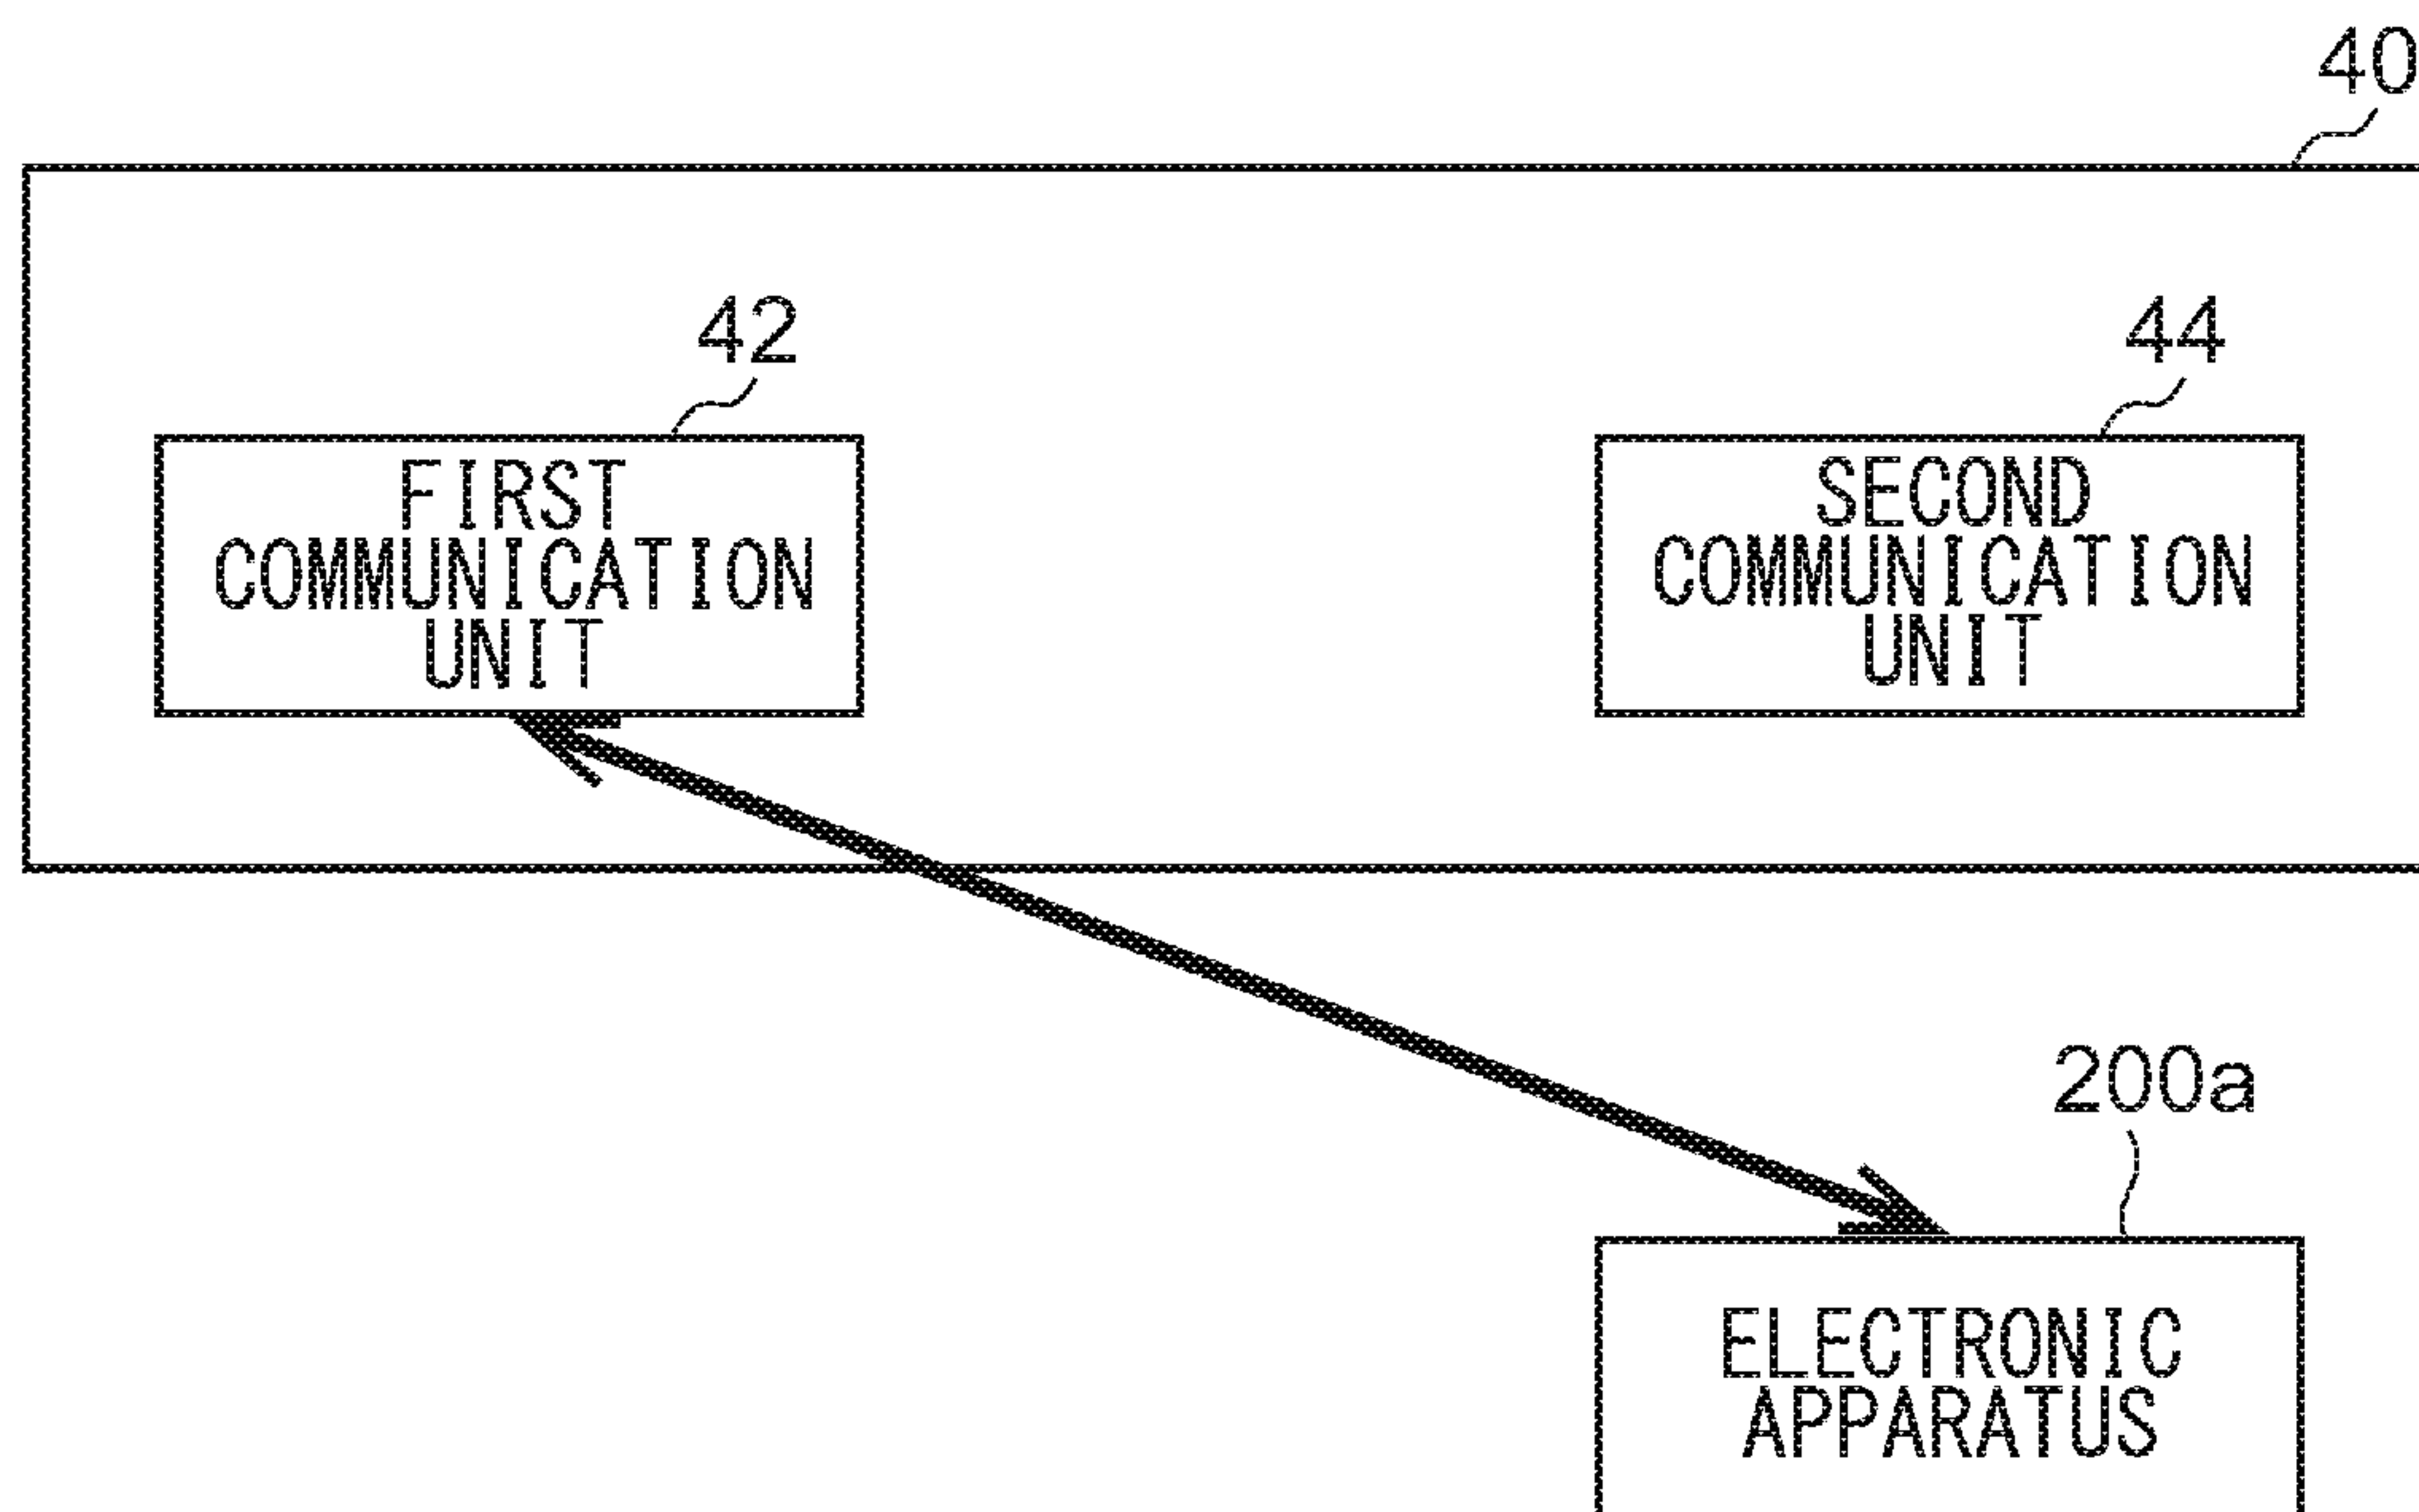 40
42
44
FIRST
COMMUNICATION
UNIT
SECOND
COMMUNICATION
UNIT
200a
ELECTRONIC
APPARATUS